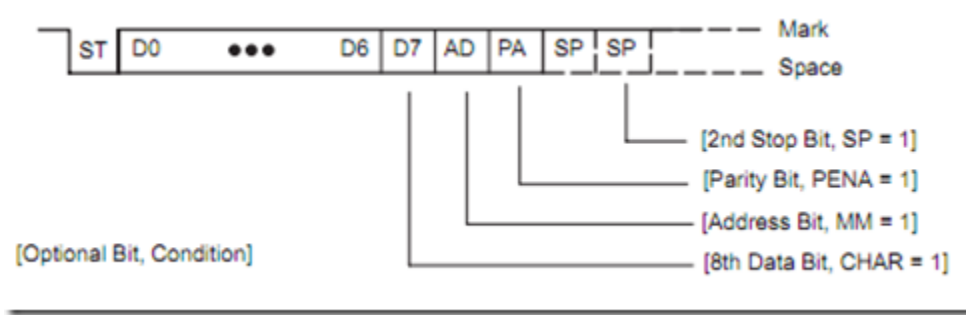 Mark
ST D0 ●●● D6 D7 AD PA SP SP
Space
[2nd Stop Bit, SP = 1]
[Parity Bit, PENA = 1]
[Address Bit, MM = 1]
[Optional Bit, Condition]
[8th Data Bit, CHAR = 1]